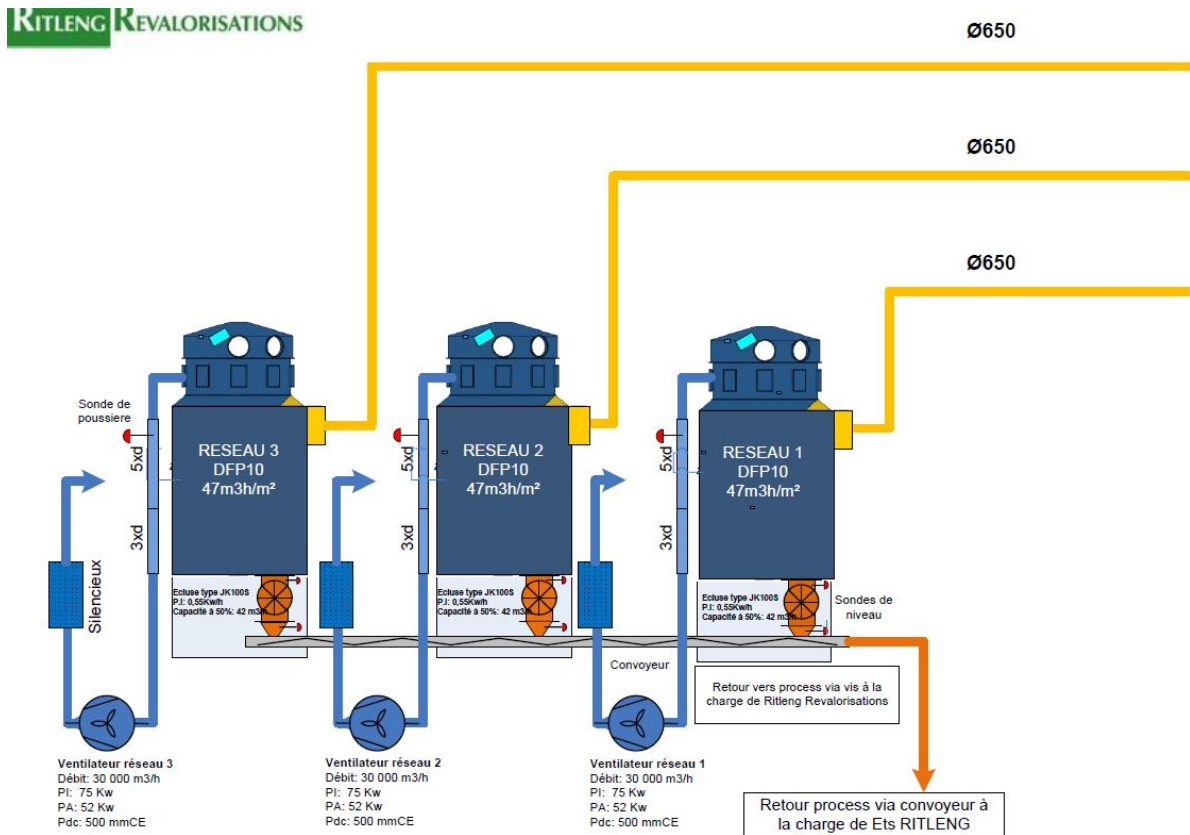 RITLENG REVALORISATIONS
Ø650
Ø650
Ø650
Sonde de
poussiere
5xd
3xd
RESEAU 3
DFP10
47m3h/m²
5xd
3xd
RESEAU 2
DFP10
47m3h/m²
5xd
3xd
RESEAU 1
DFP10
47m3h/m²
Silencieux
Ecluse type JK100S
P.I: 0,55Kw/h
Capacité à 50%: 42 m3/h
Ecluse type JK100S
P.I: 0,55Kw/h
Capacité à 50%: 42 m3/h
Ecluse type JK100S
P.I: 0,55Kw/h
Capacité à 50%: 42 m3/h
Sondes de
niveau
Convoyeur
Retour vers process via vis à la
charge de Ritleng Revalorisations
Ventilateur réseau 3
Débit: 30 000 m3/h
PI: 75 Kw
PA: 52 Kw
Pdc: 500 mmCE
Ventilateur réseau 2
Débit: 30 000 m3/h
PI: 75 Kw
PA: 52 Kw
Pdc: 500 mmCE
Ventilateur réseau 1
Débit: 30 000 m3/h
PI: 75 Kw
PA: 52 Kw
Pdc: 500 mmCE
Retour process via convoyeur à
la charge de Ets RITLENG